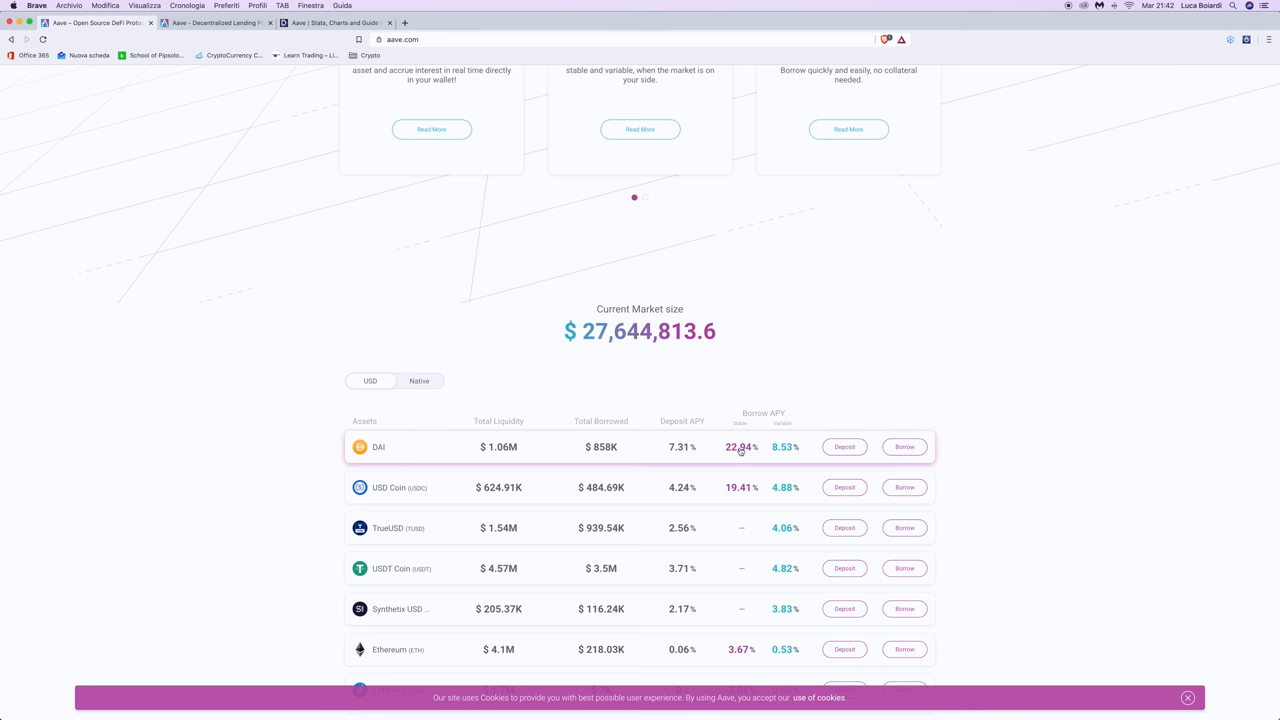 Brave Archivio Modifica Visualizza Cronologia Preferiti Profili TAB Finestra Guida Mar 21:42 Luca Boiardi
Aave – Open Source DeFi Protoc Aave - Decentralized Lending P Aave | Stats, Charts and Guide |
aave.com
Office 365 Nuova scheda School of Pipsolo... CryptoCurrency C... Learn Trading – Li... Crypto
asset and accrue interest in real time directly
in your wallet!
stable and variable, when the market is on
your side.
Borrow quickly and easily, no collateral
needed.
Read More Read More Read More
Current Market size
$ 27,644,813.6
USD Native
Assets Total Liquidity Total Borrowed Deposit APY Borrow APY
Stable Variable
DAI $ 1.06M $ 858K 7.31 % 22.94 % 8.53 % Deposit Borrow
USD Coin (USDC) $ 624.91K $ 484.69K 4.24 % 19.41 % 4.88 % Deposit Borrow
TrueUSD (TUSD) $ 1.54M $ 939.54K 2.56 % – 4.06 % Deposit Borrow
USDT Coin (USDT) $ 4.57M $ 3.5M 3.71 % – 4.82 % Deposit Borrow
Synthetix USD ... $ 205.37K $ 116.24K 2.17 % – 3.83 % Deposit Borrow
Ethereum (ETH) $ 4.1M $ 218.03K 0.06 % 3.67 % 0.53 % Deposit Borrow
Our site uses Cookies to provide you with best possible user experience. By using Aave, you accept our use of cookies.